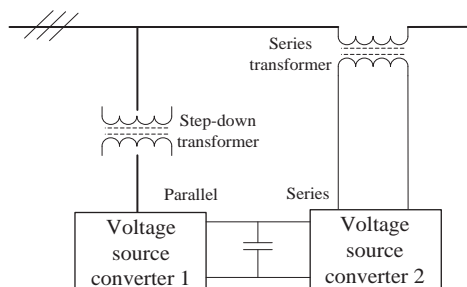 Series
transformer
Step-down
transformer
Parallel
Series
Voltage
source
converter 1
Voltage
source
converter 2